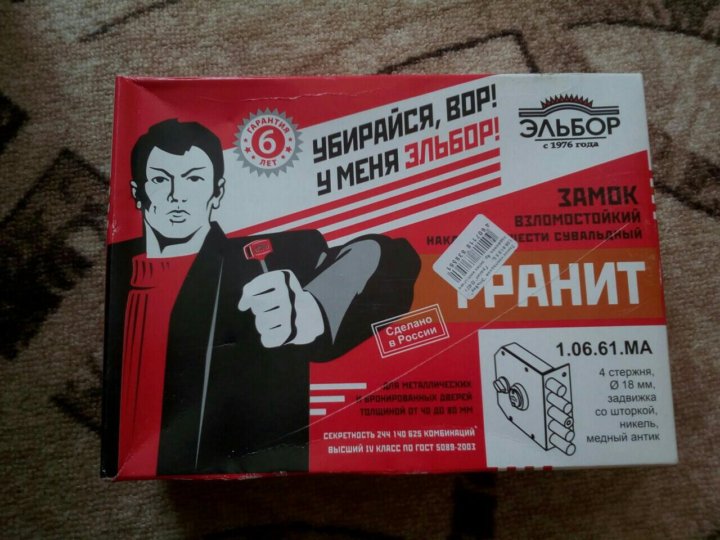 ГАРАНТИЯ
6
ЛЕТ
УБИРАЙСЯ, ВОР!
У МЕНЯ ЭЛЬБОР!
ЭЛЬБОР
с 1976 года
ЗАМОК
ВЗЛОМОСТОЙКИЙ
СУВАЛЬДНЫЙ
ГРАНИТ
Сделано
в России
ДЛЯ МЕТАЛЛИЧЕСКИХ
И БРОНИРОВАННЫХ ДВЕРЕЙ
ТОЛЩИНОЙ ОТ 40 ДО 80 ММ
СЕКРЕТНОСТЬ 244 140 625 КОМБИНАЦИЙ*
ВЫСШИЙ IV КЛАСС ПО ГОСТ 5089-2003
1.06.61.МА
4 стержня,
Ø 18 мм,
задвижка
со шторкой,
никель,
медный антик